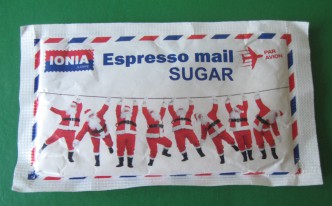 IONIA
Espresso mail
SUGAR
PAR
AVION